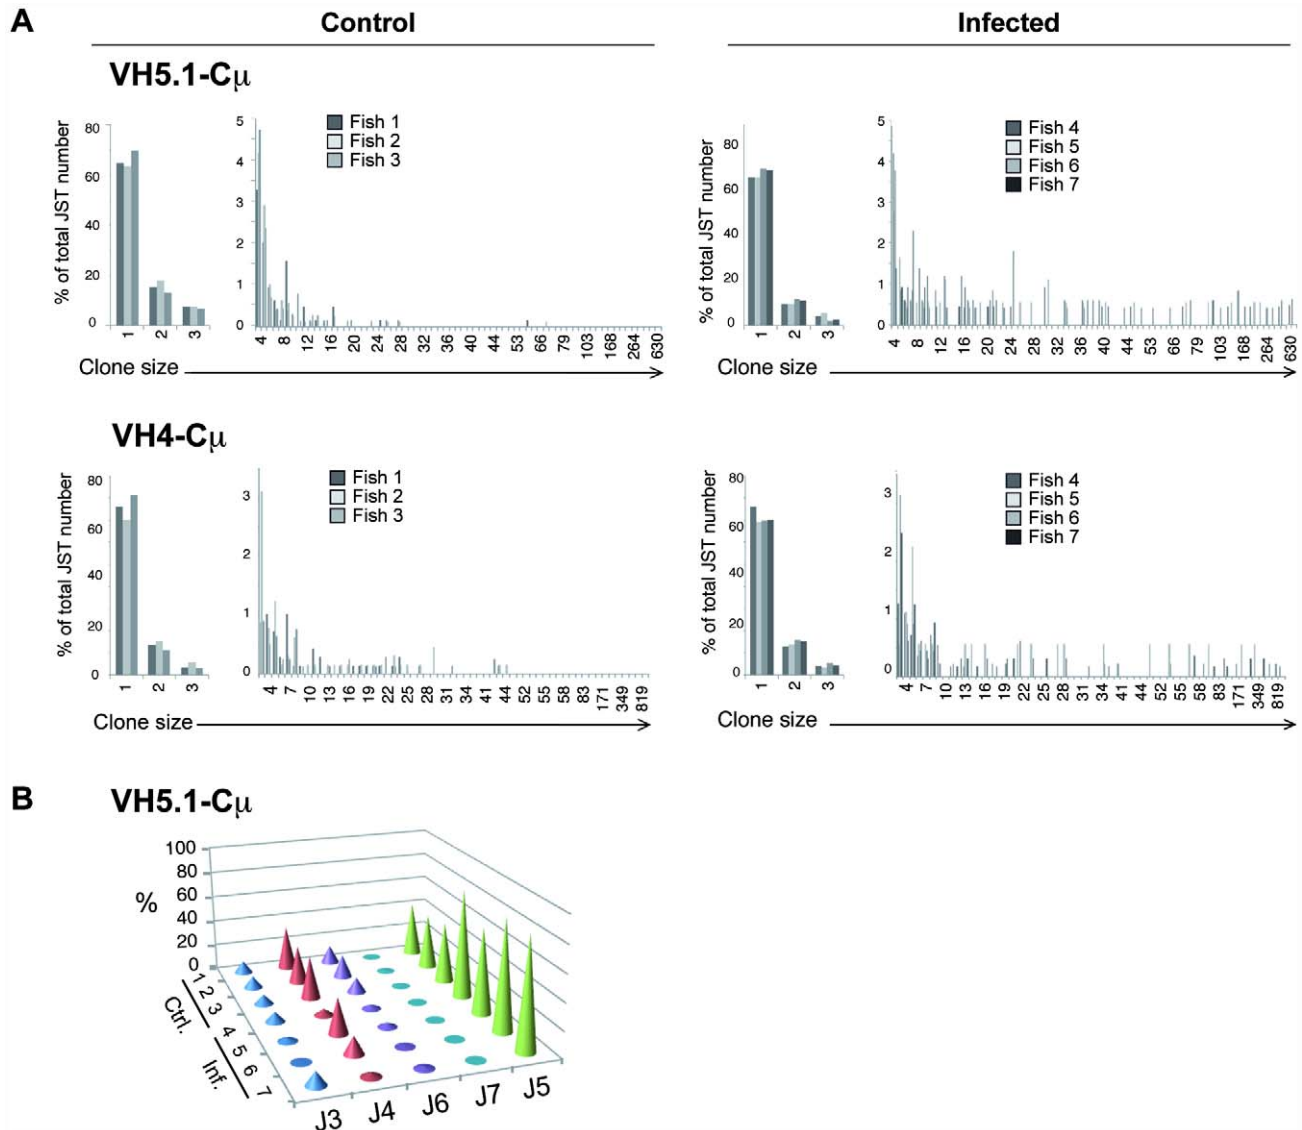 A
Control
Infected
VH5.1-Cμ
% of total JST number
80
60
40
20
0
1 2 3
5
4
3
2
1
0
4 8 12 16 20 24 28 32 36 40 44 53 66 79 103 168 264 630
Fish 1
Fish 2
Fish 3
Clone size
% of total JST number
80
60
40
20
0
1 2 3
5
4
3
2
1
0
4 8 12 16 20 24 28 32 36 40 44 53 66 79 103 168 264 630
Fish 4
Fish 5
Fish 6
Fish 7
Clone size
VH4-Cμ
% of total JST number
80
60
40
20
0
1 2 3
3
2
1
0
4 7 10 13 16 19 22 25 28 31 34 41 44 52 55 58 83 171 349 819
Fish 1
Fish 2
Fish 3
Clone size
% of total JST number
80
60
40
20
0
1 2 3
3
2
1
0
4 7 10 13 16 19 22 25 28 31 34 41 44 52 55 58 83 171 349 819
Fish 4
Fish 5
Fish 6
Fish 7
Clone size
B
VH5.1-Cμ
%
100
80
60
40
20
0
1 2 3 4 5 6 7
Ctrl. Inf.
J3 J4 J6 J7 J5